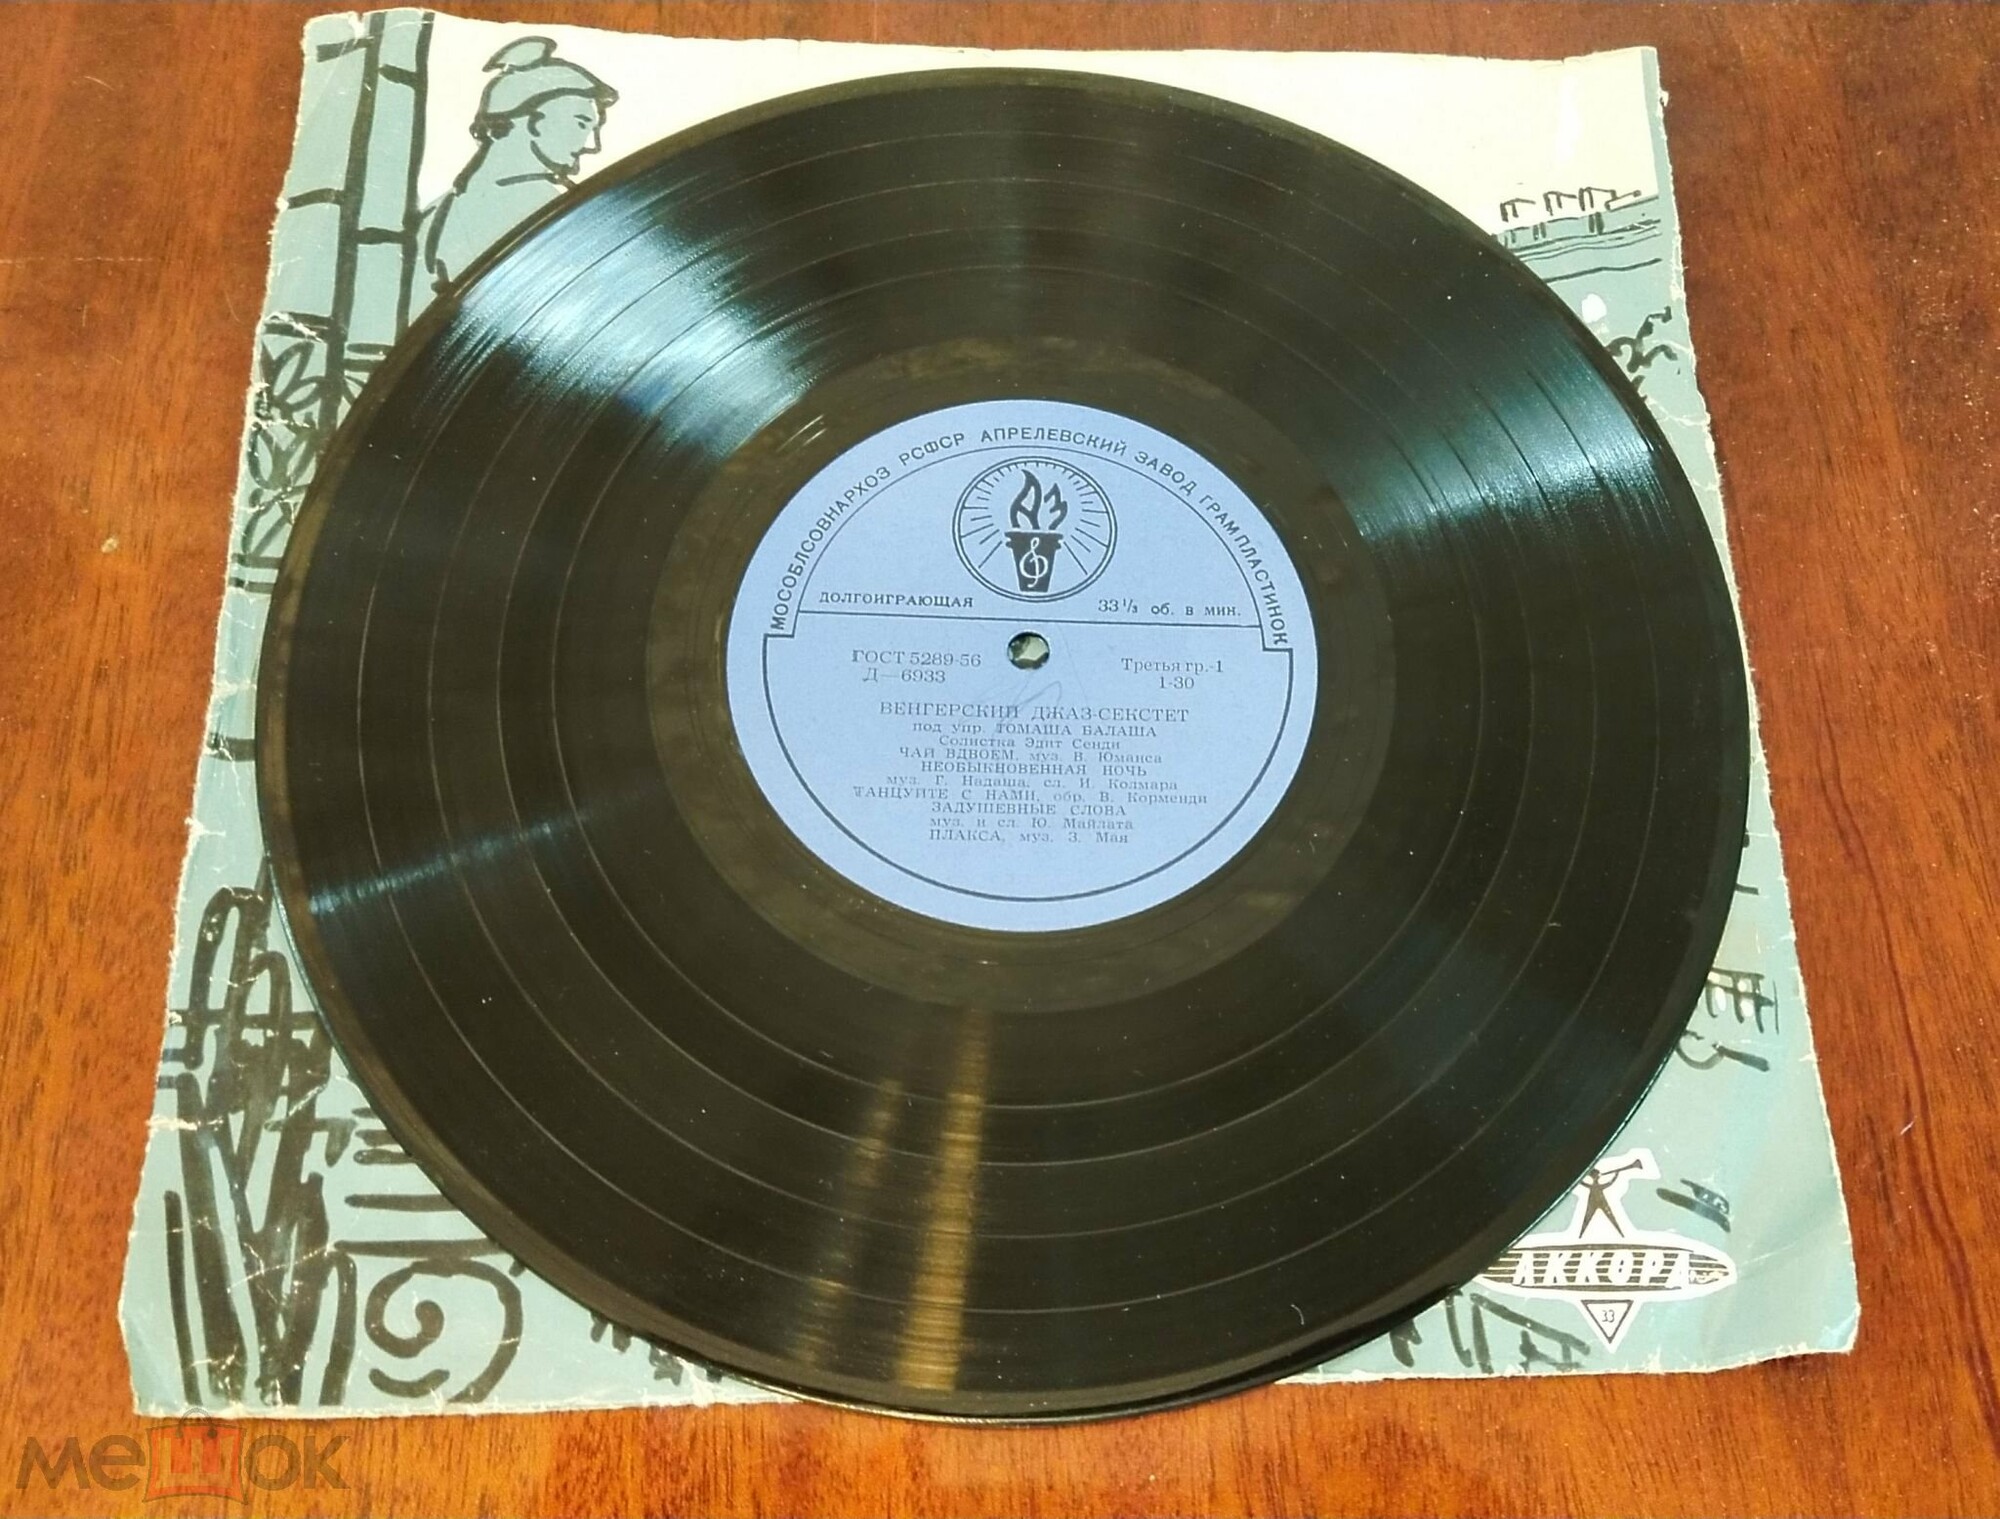 МОСОБЛСОВНАРХОЗ РСФСР АПРЕЛЕВСКИЙ ЗАВОД ГРАМПЛАСТИНОК
АЗ
ДОЛГОИГРАЮЩАЯ 33⅓ об. в мин.
ГОСТ 5289-56 Третья гр.-1
Д—6933 1-30
ВЕНГЕРСКИЙ ДЖАЗ-СЕКСТЕТ
под упр. ТОМАША БАЛАША
Солистка Эдит Сенди
ЧАЙ ВДВОЕМ, муз. В. Юманса
НЕОБЫКНОВЕННАЯ НОЧЬ
муз. Г. Надаша, сл. И. Колмара
ТАНЦУЙТЕ С НАМИ, обр. В. Корменди
ЗАДУШЕВНЫЕ СЛОВА
муз. и сл. Ю. Майлата
ПЛАКСА, муз. З. Мая
АККОРД
33
мешок